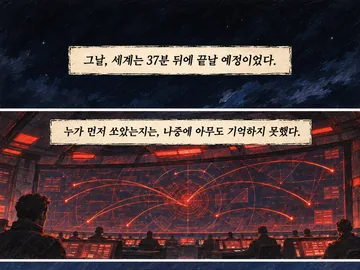 그날, 세계는 37분 뒤에 끝날 예정이었다.
누가 먼저 쏘았는지는, 나중에 아무도 기억하지 못했다.